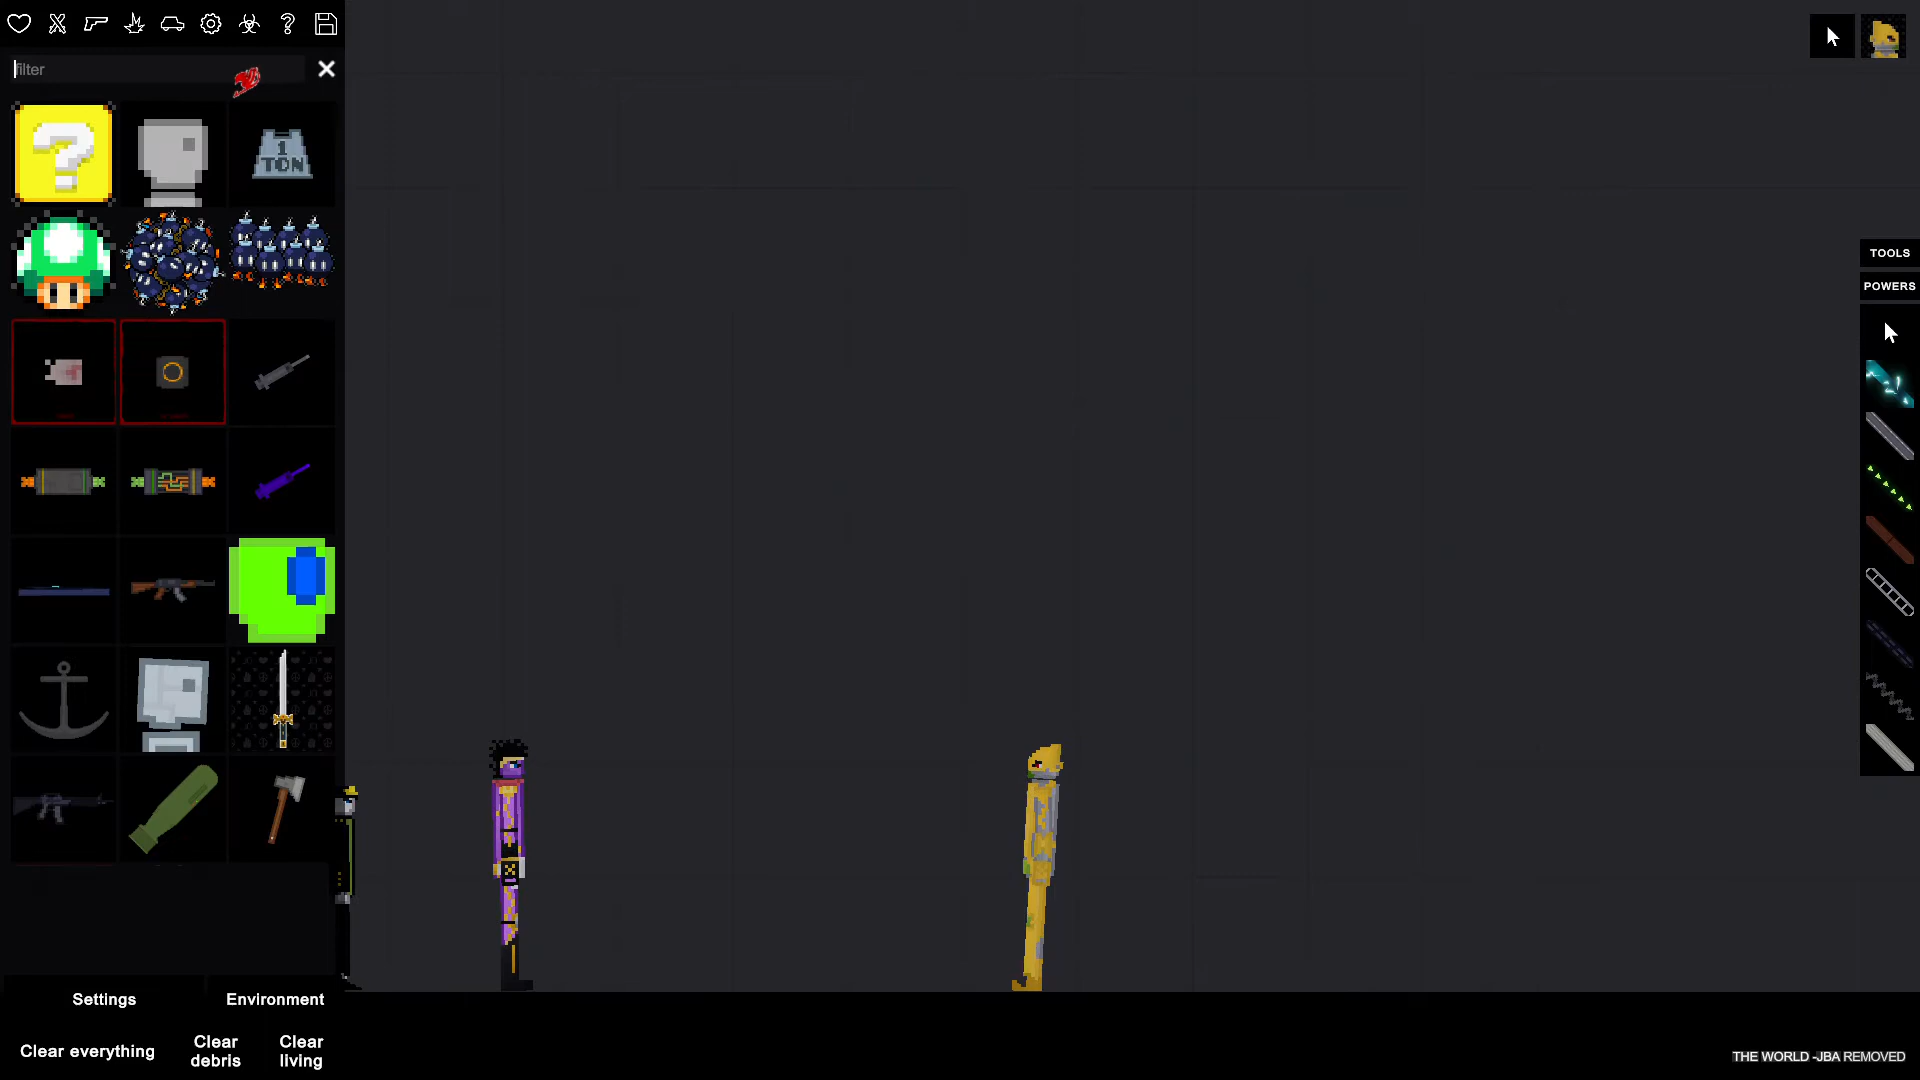 filter
1
TON
TOOLS
POWERS
Settings
Environment
Clear everything
Clear
debris
Clear
living
THE WORLD -JBA REMOVED